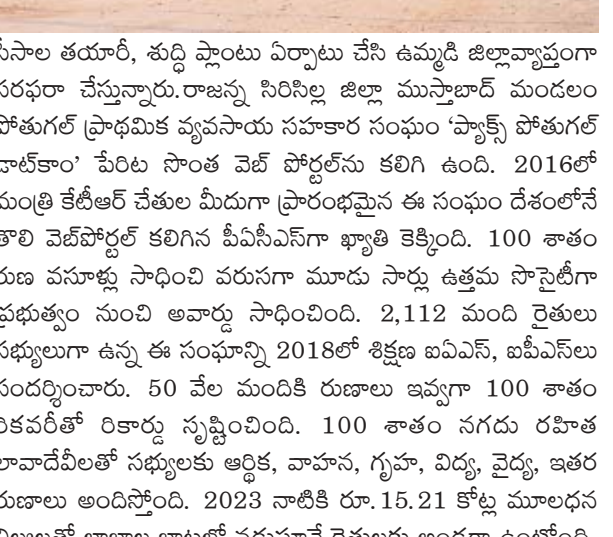 సీసాల తయారీ, శుద్ధి ప్లాంటు ఏర్పాటు చేసి ఉమ్మడి జిల్లావ్యాప్తంగా
సరఫరా చేస్తున్నారు.రాజన్న సిరిసిల్ల జిల్లా ముస్తాబాద్ మండలం
పోతుగల్ ప్రాథమిక వ్యవసాయ సహకార సంఘం ‘ప్యాక్స్ పోతుగల్
డాట్‌కాం’ పేరిట సొంత వెబ్ పోర్టల్‌ను కలిగి ఉంది. 2016లో
మంత్రి కేటీఆర్ చేతుల మీదుగా ప్రారంభమైన ఈ సంఘం దేశంలోనే
తొలి వెబ్‌పోర్టల్ కలిగిన పీఏసీఎస్‌గా ఖ్యాతి కెక్కింది. 100 శాతం
రుణ వసూళ్లు సాధించి వరుసగా మూడు సార్లు ఉత్తమ సొసైటీగా
ప్రభుత్వం నుంచి అవార్డు సాధించింది. 2,112 మంది రైతులు
సభ్యులుగా ఉన్న ఈ సంఘాన్ని 2018లో శిక్షణ ఐఏఎస్, ఐపీఎస్‌లు
సందర్శించారు. 50 వేల మందికి రుణాలు ఇవ్వగా 100 శాతం
రికవరీతో రికార్డు సృష్టించింది. 100 శాతం నగదు రహిత
లావాదేవీలతో సభ్యులకు ఆర్థిక, వాహన, గృహ, విద్య, వైద్య, ఇతర
రుణాలు అందిస్తోంది. 2023 నాటికి రూ.15.21 కోట్ల మూలధన